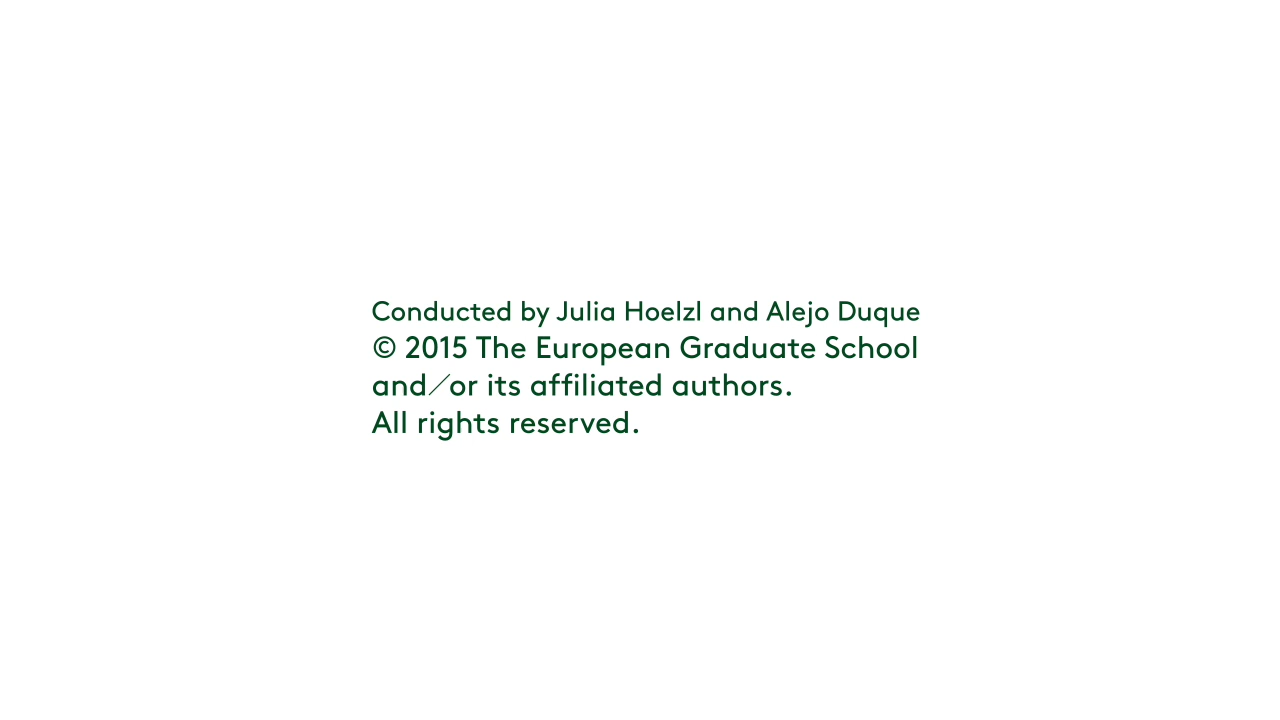 Conducted by Julia Hoelzl and Alejo Duque
© 2015 The European Graduate School
and/or its affiliated authors.
All rights reserved.